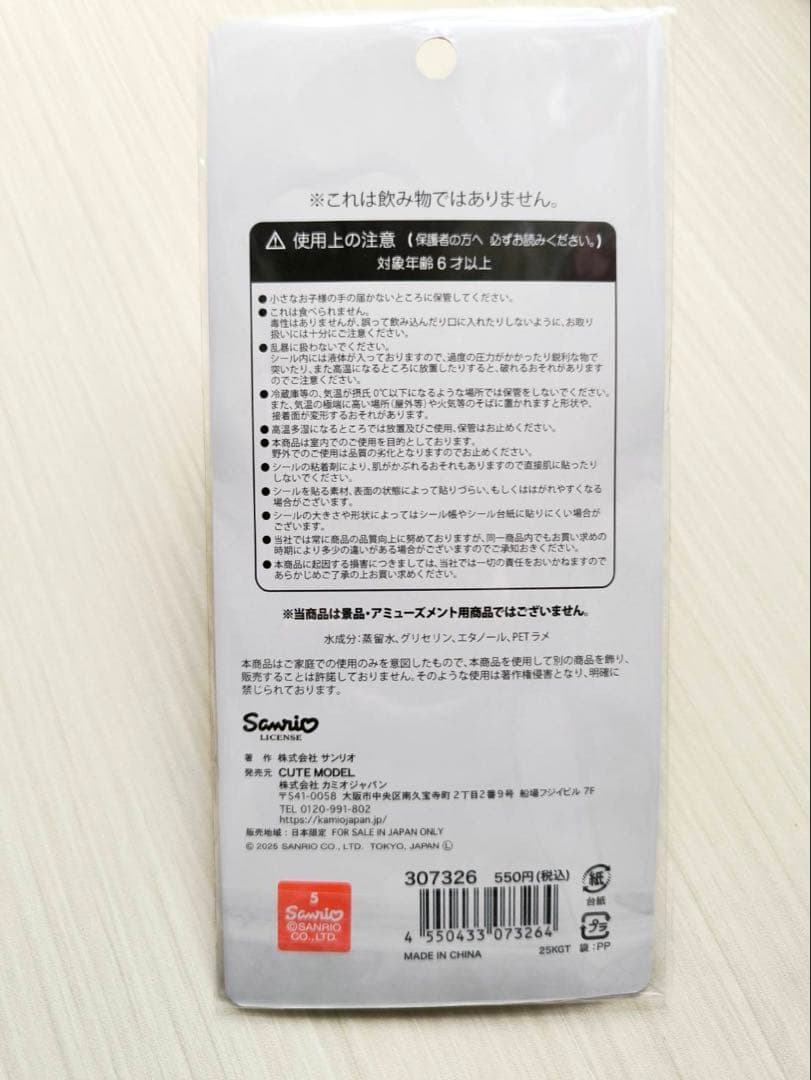 ※これは飲み物ではありません。
⚠ 使用上の注意 (保護者の方へ 必ずお読みください。)
対象年齢6才以上
●小さなお子様の手の届かないところに保管してください。
●これは食べられません。
毒性はありませんが、誤って飲み込んだり口に入れたりしないように、お取り
扱いには十分にご注意ください。
●乱暴に扱わないでください。
シール内には液体が入っておりますので、過度の圧力がかかったり鋭利な物で
突いたり、また高温になるところに放置したりすると、破れるおそれがあります
のでご注意ください。
●冷蔵庫等の、気温が摂氏0℃以下になるような場所では保管をしないでください。
また、気温の極端に高い場所(屋外等)や火気等のそばに置かれますと形状や、
接着面が変形するおそれがあります。
●高温多湿になるところでは放置及びご使用、保管はお止めください。
●本商品は室内でのご使用を目的としております。
野外でのご使用は品質の劣化となりますのでお止めください。
●シールの粘着剤により、肌がかぶれるおそれもありますので直接肌に貼ったり
しないでください。
●シールを貼る素材、表面の状態によって貼りづらい、もしくははがれやすくなる
場合がございます。
●シールの大きさや形状によってはシール帳やシール台紙に貼りにくい場合が
ございます。
●当社では常に商品の品質向上に努めておりますが、同一商品内でもお買い求めの
時期により多少の違いがある場合がございますのでご承知おきください。
●本商品に起因する損害につきましては、当社では一切の責任をおいかねますので
あらかじめご了承の上お買い求めください。
※当商品は景品・アミューズメント用商品ではございません。
水成分:蒸留水、グリセリン、エタノール、PETラメ
本商品はご家庭での使用のみを意図したもので、本商品を使用して別の商品を飾り、
販売することは許諾しておりません。そのような使用は著作権侵害となり、明確に
禁じられております。
Sanrio
LICENSE
著 作 株式会社 サンリオ
発売元 CUTE MODEL
株式会社 カミオジャパン
〒541-0058 大阪市中央区南久宝寺町2丁目2番9号 船場フジイビル7F
TEL 0120-991-802
https://kamiojapan.jp/
販売地域:日本限定 FOR SALE IN JAPAN ONLY
© 2025 SANRIO CO., LTD. TOKYO, JAPAN Ⓛ
5
Sanrio
©SANRIO
CO.,LTD.
307326 550円(税込)
4 550433 073264
MADE IN CHINA 25KGT
紙
台紙
プラ
袋:PP